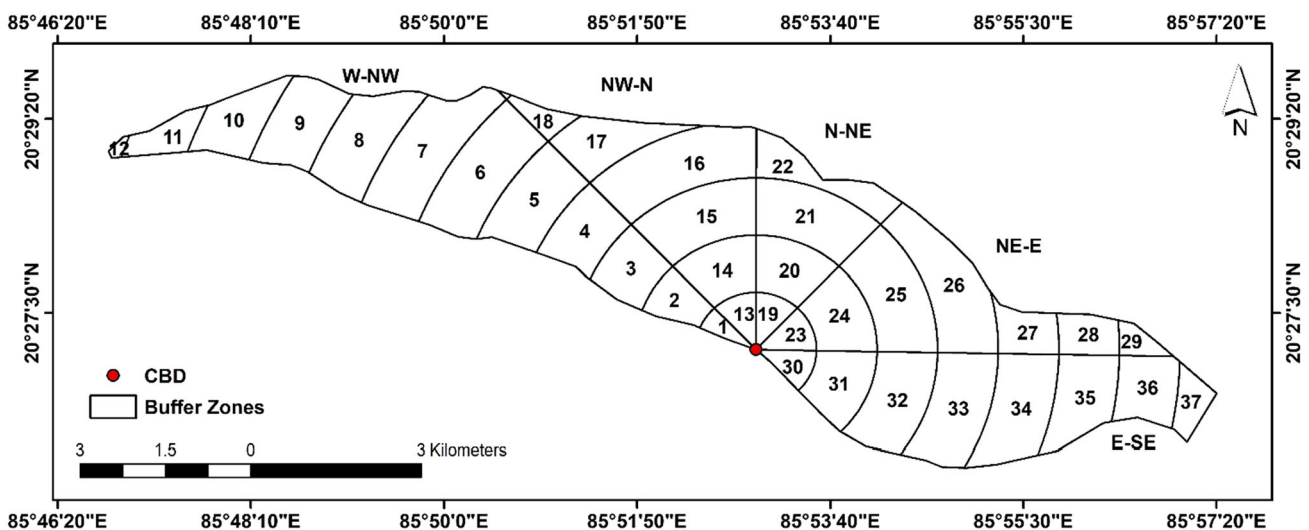 85°46'20"E 85°48'10"E 85°50'00"E 85°51'50"E 85°53'40"E 85°55'30"E 85°57'20"E
20°29'20"N
20°27'30"N
20°29'20"N
20°27'30"N
N
W-NW
NW-N
N-NE
NE-E
E-SE
1
2
3
4
5
6
7
8
9
10
11
12
13
14
15
16
17
18
19
20
21
22
23
24
25
26
27
28
29
30
31
32
33
34
35
36
37
CBD
Buffer Zones
3 1.5 0 3 Kilometers
85°46'20"E 85°48'10"E 85°50'00"E 85°51'50"E 85°53'40"E 85°55'30"E 85°57'20"E